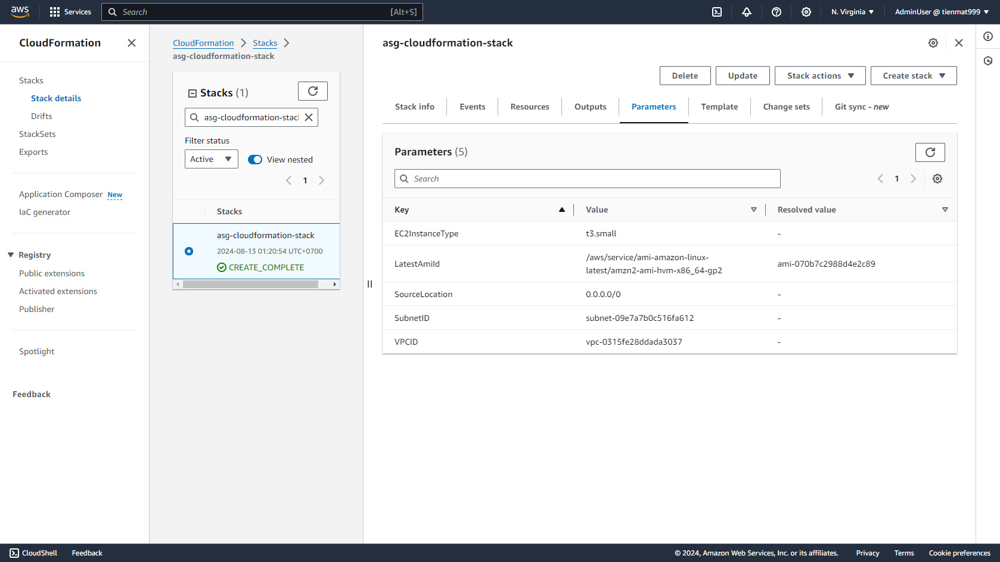 aws
Services
Search
[Alt+S]
N. Virginia
AdminUser @ tienmat999
CloudFormation
Stacks
Stack details
Drifts
StackSets
Exports
Application Composer New
IaC generator
Registry
Public extensions
Activated extensions
Publisher
Spotlight
Feedback
CloudFormation
Stacks
asg-cloudformation-stack
Stacks (1)
asg-cloudformation-stac
Filter status
Active
View nested
1
Stacks
asg-cloudformation-stack
2024-08-13 01:20:54 UTC+0700
CREATE_COMPLETE
asg-cloudformation-stack
Delete
Update
Stack actions
Create stack
Stack info
Events
Resources
Outputs
Parameters
Template
Change sets
Git sync - new
Parameters (5)
Search
1
Key
Value
Resolved value
EC2InstanceType
t3.small
-
LatestAmiId
/aws/service/ami-amazon-linux-
latest/amzn2-ami-hvm-x86_64-gp2
ami-070b7c2988d4e2c89
SourceLocation
0.0.0.0/0
-
SubnetID
subnet-09e7a7b0c516fa612
-
VPCID
vpc-0315fe28ddada3037
-
CloudShell
Feedback
© 2024, Amazon Web Services, Inc. or its affiliates.
Privacy
Terms
Cookie preferences